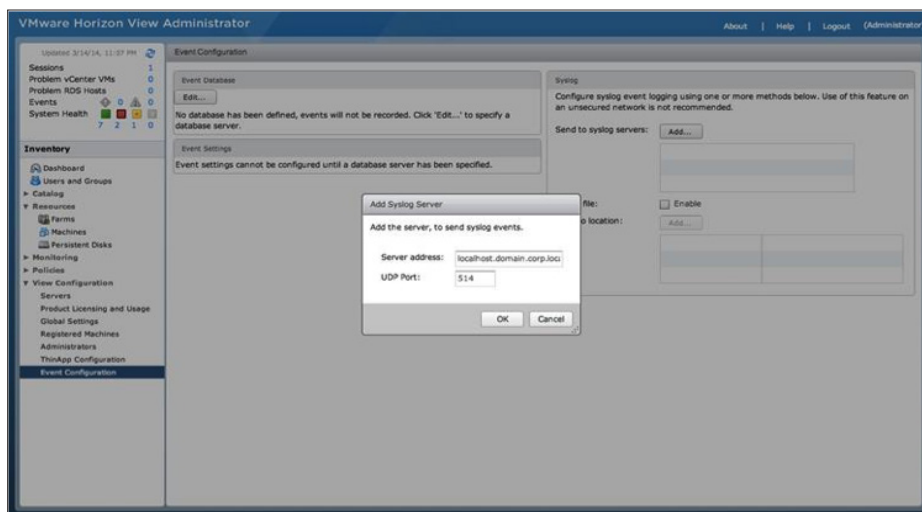 VMware Horizon View Administrator
About | Help | Logout (Administrator
Updated 3/14/14, 11:37 PM
Sessions 1
Problem vCenter VMs 0
Problem RDS Hosts 0
Events 0 0
System Health
7 2 1 0
Inventory
Dashboard
Users and Groups
Catalog
Resources
Farms
Machines
Persistent Disks
Monitoring
Policies
View Configuration
Servers
Product Licensing and Usage
Global Settings
Registered Machines
Administrators
ThinApp Configuration
Event Configuration
Event Configuration
Event Database
Edit...
No database has been defined, events will not be recorded. Click 'Edit...' to specify a
database server.
Event Settings
Event settings cannot be configured until a database server has been specified.
Syslog
Configure syslog event logging using one or more methods below. Use of this feature on
an unsecured network is not recommended.
Send to syslog servers: Add...
file: Enable
o location: Add...
Add Syslog Server
Add the server, to send syslog events.
Server address: localhost.domain.corp.loca
UDP Port: 514
OK Cancel